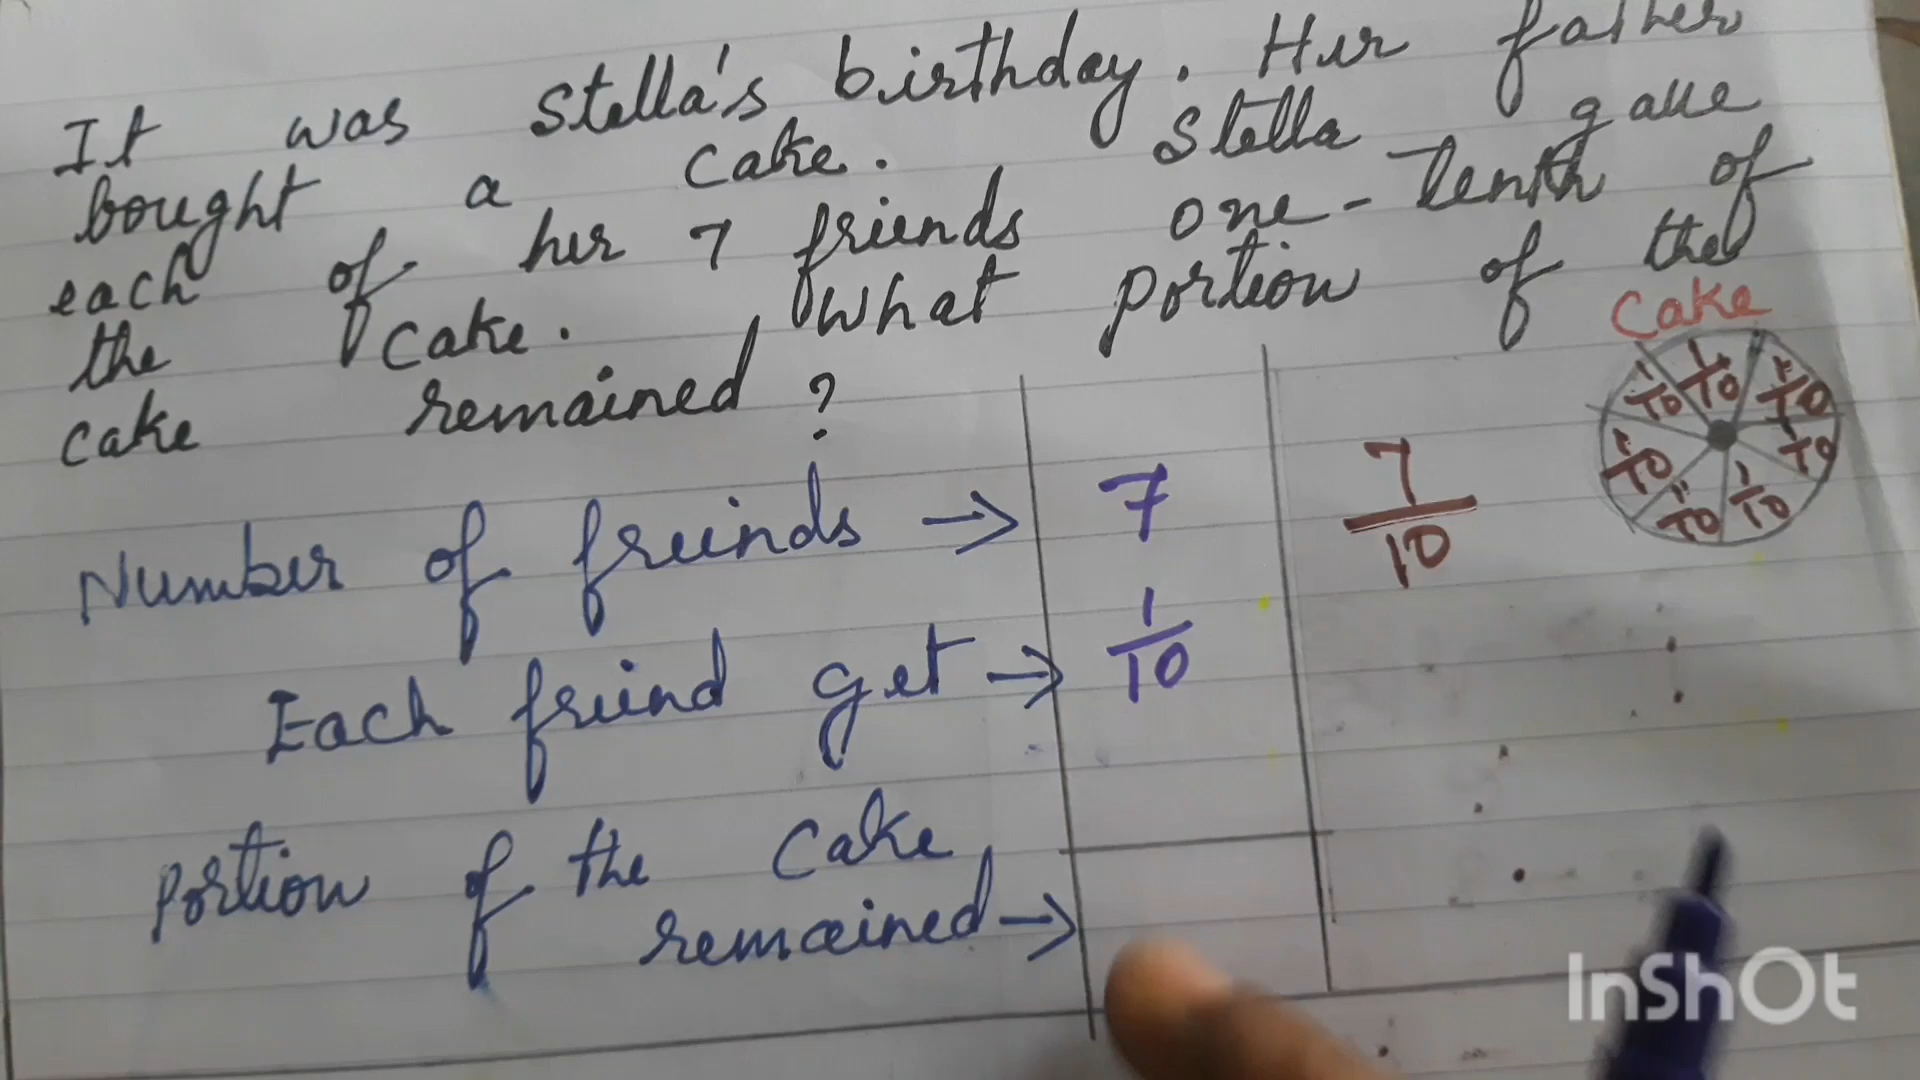 It was Stella's birthday. Her father
bought a cake. Stella gave
each of her 7 friends one-tenth of
the cake. What portion of the
cake remained?
Cake
1/10 1/10 1/10
1/10 1/10
1/10 1/10
Number of friends → 7
7/10
Each friend get → 1/10
Portion of the Cake
remained →
InShOt